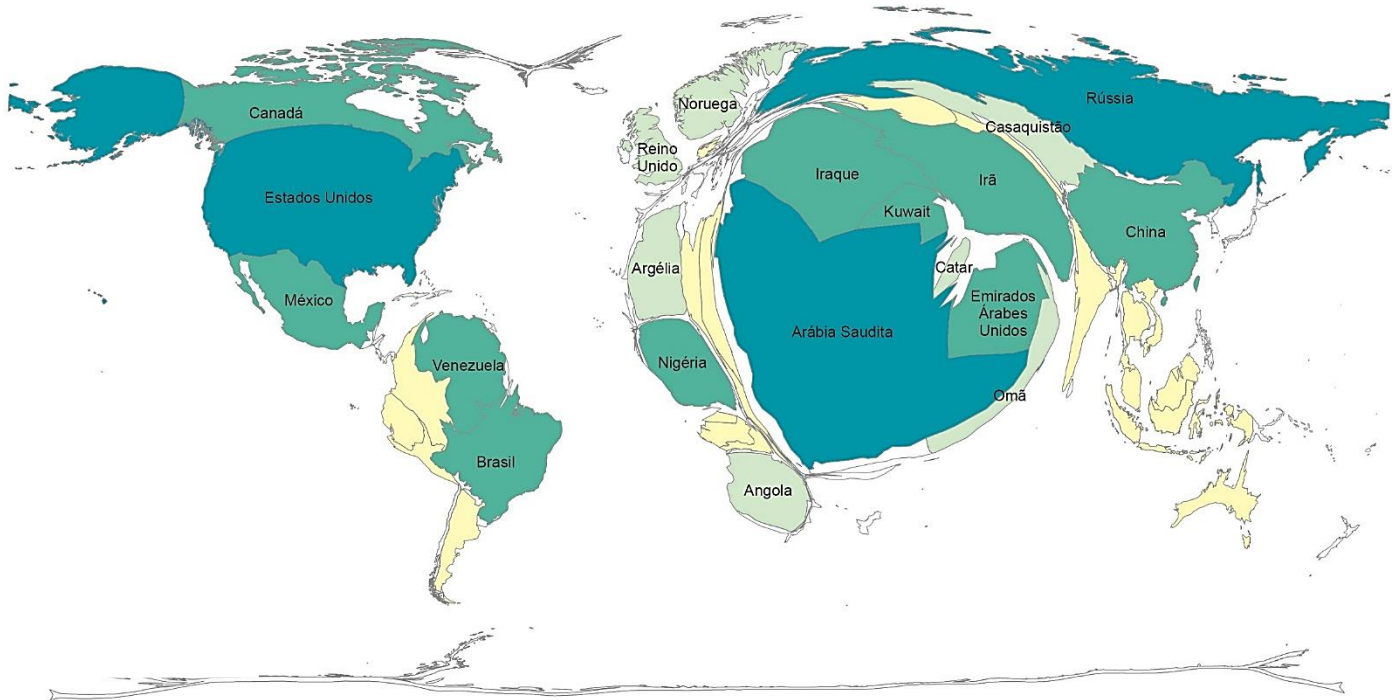 Canadá
Estados Unidos
México
Venezuela
Brasil
Noruega
Reino
Unido
Argélia
Nigéria
Angola
Rússia
Casaquistão
Iraque
Irã
Kuwait
China
Catar
Emirados
Árabes
Unidos
Arábia Saudita
Omã